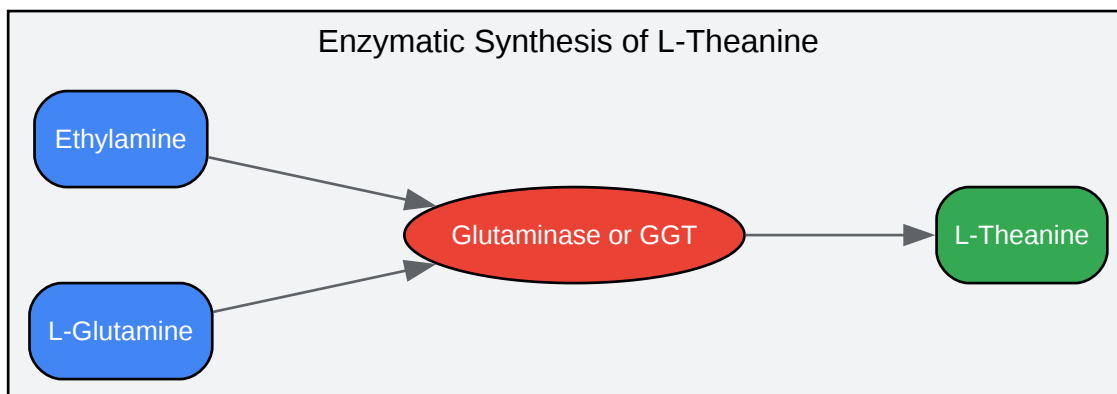 Enzymatic Synthesis of L-Theanine
Ethylamine
Glutaminase or GGT
L-Theanine
L-Glutamine